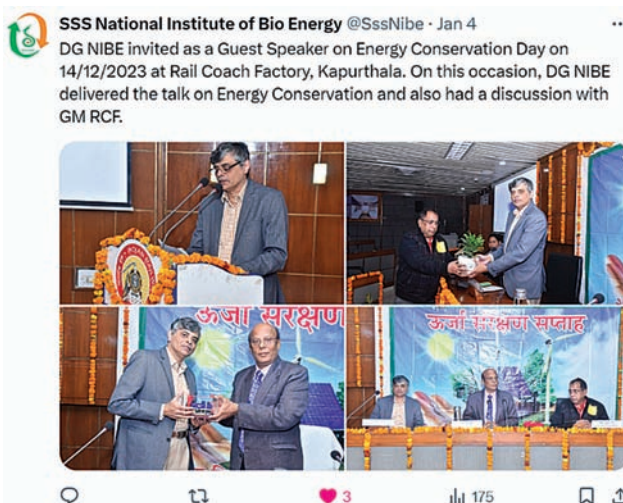 SSS National Institute of Bio Energy @SssNibe · Jan 4
DG NIBE invited as a Guest Speaker on Energy Conservation Day on
14/12/2023 at Rail Coach Factory, Kapurthala. On this occasion, DG NIBE
delivered the talk on Energy Conservation and also had a discussion with
GM RCF.
ऊर्जा संरक्षण
ऊर्जा संरक्षण सप्ताह
3
175